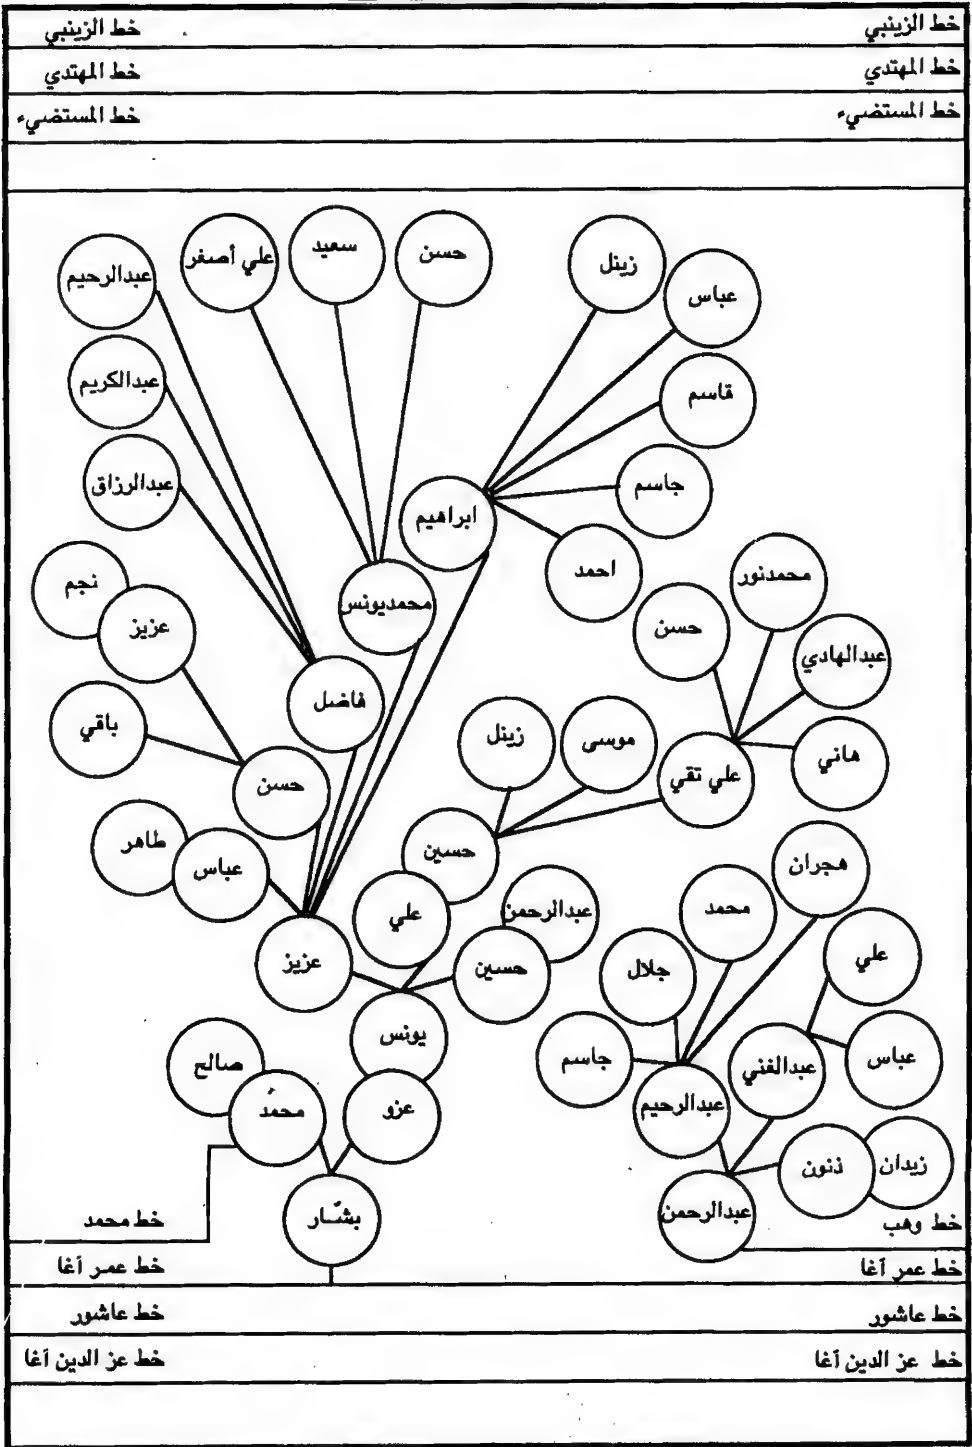 خط الزينبي
خط الزينبي
خط المهتدي
خط المهتدي
خط المستضيء
خط المستضيء
زينل
حسن
سعيد
علي أصغر
عبدالرحيم
عباس
قاسم
عبدالكريم
جاسم
عبدالرزاق
ابراهيم
احمد
محمدنور
محمديونس
نجم
عزيز
حسن
عبدالهادي
فاضل
باقي
حسن
زينل
موسى
علي تقي
هاني
طاهر
عباس
حسين
هجران
محمد
عبدالرحمن
علي
عزيز
حسين
جلال
علي
يونس
جاسم
عبدالغني
عباس
صالح
محمد
عزو
عبدالرحيم
زيدان
ذنون
بشّار
عبدالرحمن
خط وهب
خط محمد
خط عمر آغا
خط عمر آغا
خط عاشور
خط عاشور
خط عز الدين آغا
خط عز الدين آغا